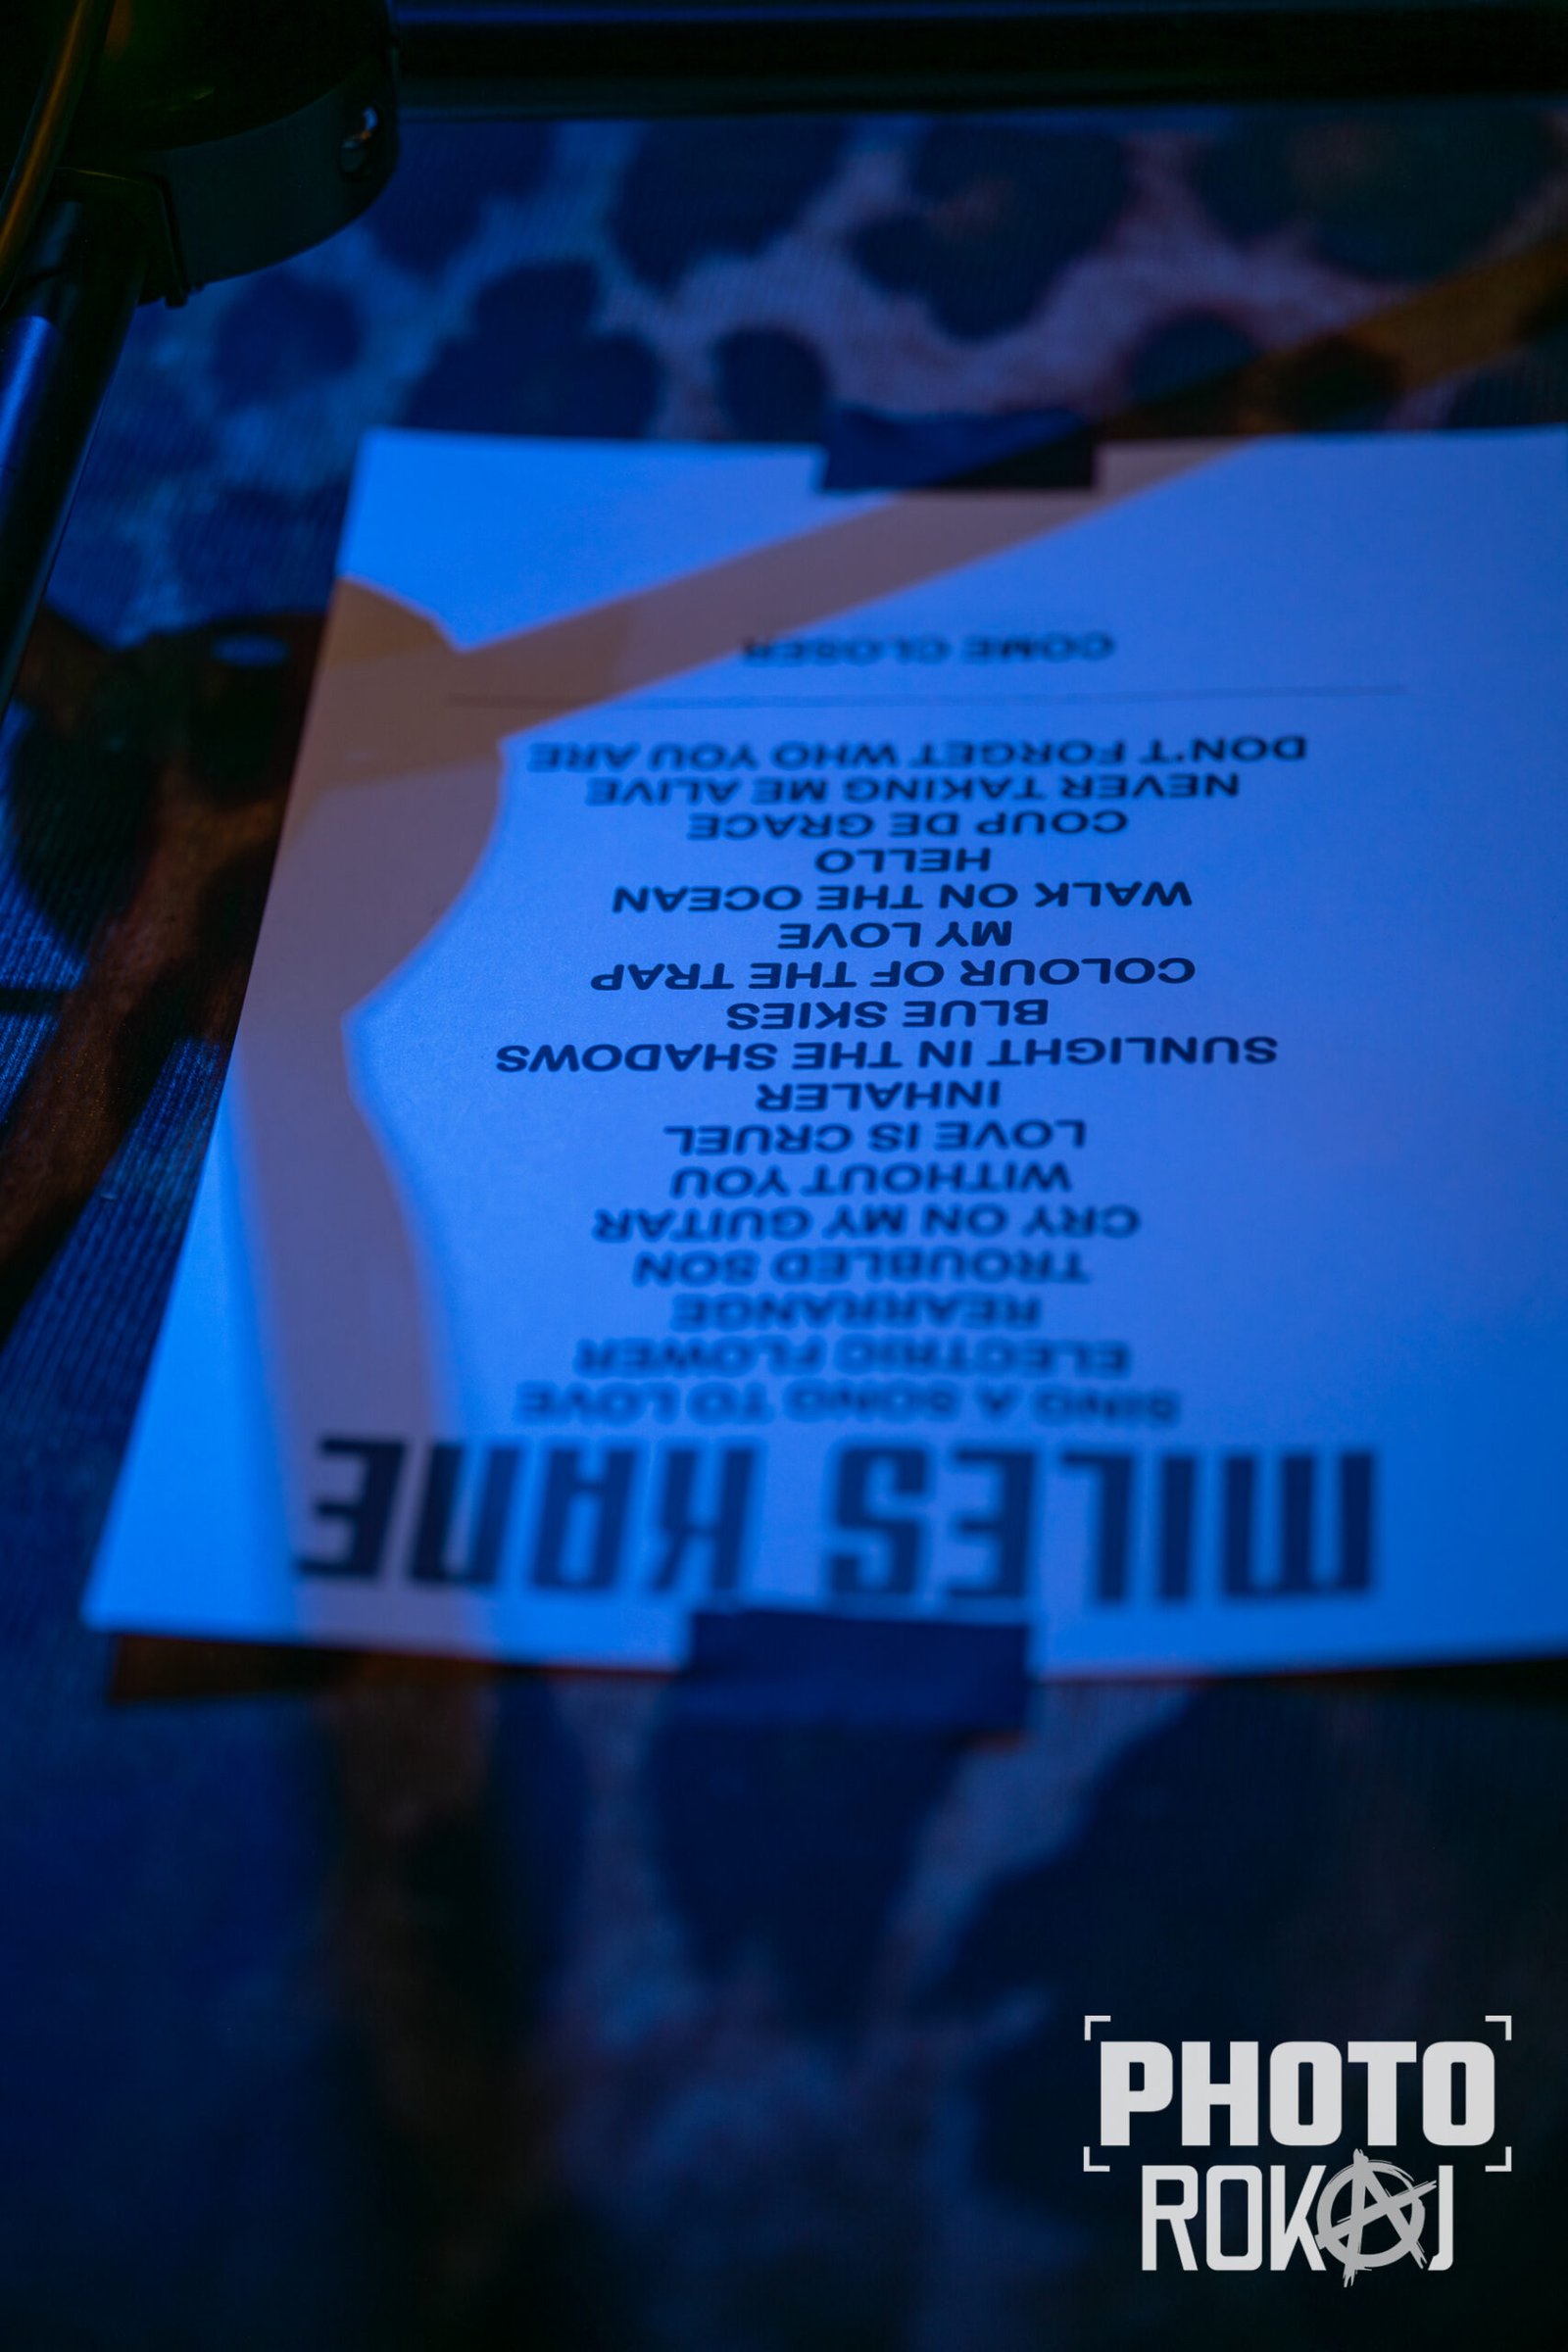 MILES KANE
SING A SONG TO LOVE
ELECTRIC FLOWER
REARRANGE
TROUBLED SON
CRY ON MY GUITAR
WITHOUT YOU
LOVE IS CRUEL
INHALER
SUNLIGHT IN THE SHADOWS
BLUE SKIES
COLOUR OF THE TRAP
MY LOVE
WALK ON THE OCEAN
HELLO
COUP DE GRACE
NEVER TAKING ME ALIVE
DON'T FORGET WHO YOU ARE
COME CLOSER
PHOTO
ROKAJ